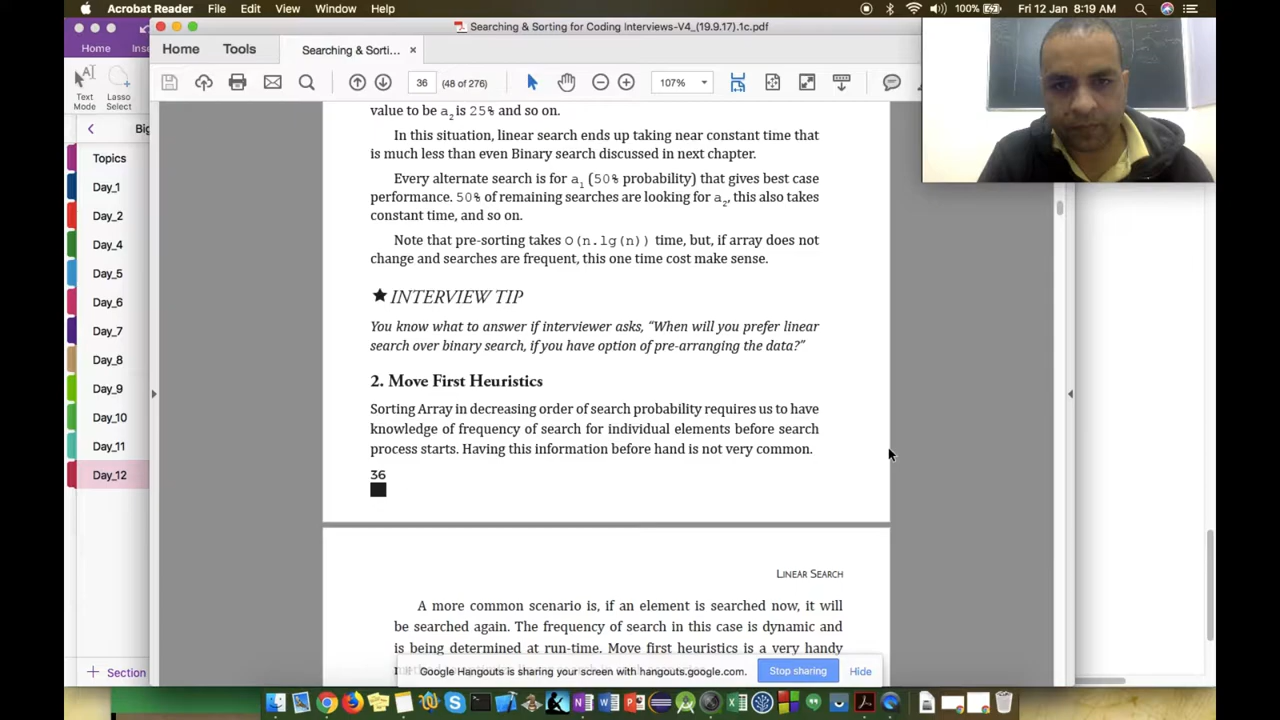 Acrobat Reader File Edit View Window Help 100% Fri 12 Jan 8:19 AM
Searching & Sorting for Coding Interviews-V4_(19.9.17).1c.pdf
Home Home Tools Searching & Sorti... ×
Text Mode
Lasso Select
36 (48 of 276) 107%
Topics
Day_1
Day_2
Day_4
Day_5
Day_6
Day_7
Day_8
Day_9
Day_10
Day_11
Day_12
+ Section
value to be a2 is 25% and so on.
In this situation, linear search ends up taking near constant time that
is much less than even Binary search discussed in next chapter.
Every alternate search is for a1 (50% probability) that gives best case
performance. 50% of remaining searches are looking for a2, this also takes
constant time, and so on.
Note that pre-sorting takes O(n.lg(n)) time, but, if array does not
change and searches are frequent, this one time cost make sense.
★ INTERVIEW TIP
You know what to answer if interviewer asks, “When will you prefer linear
search over binary search, if you have option of pre-arranging the data?”
2. Move First Heuristics
Sorting Array in decreasing order of search probability requires us to have
knowledge of frequency of search for individual elements before search
process starts. Having this information before hand is not very common.
36
LINEAR SEARCH
A more common scenario is, if an element is searched now, it will
be searched again. The frequency of search in this case is dynamic and
is being determined at run-time. Move first heuristics is a very handy
Google Hangouts is sharing your screen with hangouts.google.com. Stop sharing Hide